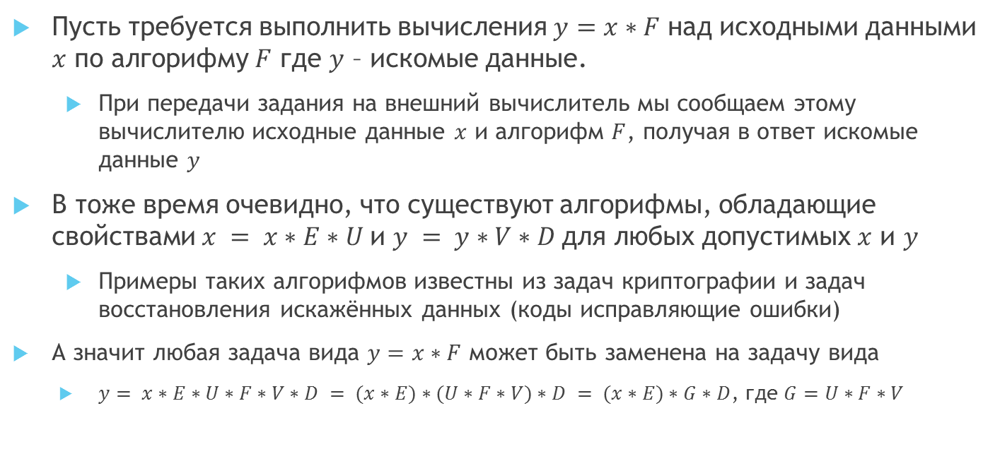 Пусть требуется выполнить вычисления y = x ∗ F над исходными данными
x по алгорифму F где y - искомые данные.
При передачи задания на внешний вычислитель мы сообщаем этому
вычислителю исходные данные x и алгорифм F, получая в ответ искомые
данные y
В тоже время очевидно, что существуют алгорифмы, обладающие
свойствами x = x ∗ E ∗ U и y = y ∗ V ∗ D для любых допустимых x и y
Примеры таких алгорифмов известны из задач криптографии и задач
восстановления искажённых данных (коды исправляющие ошибки)
А значит любая задача вида y = x ∗ F может быть заменена на задачу вида
y = x ∗ E ∗ U ∗ F ∗ V ∗ D = (x ∗ E) ∗ (U ∗ F ∗ V) ∗ D = (x ∗ E) ∗ G ∗ D, где G = U ∗ F ∗ V